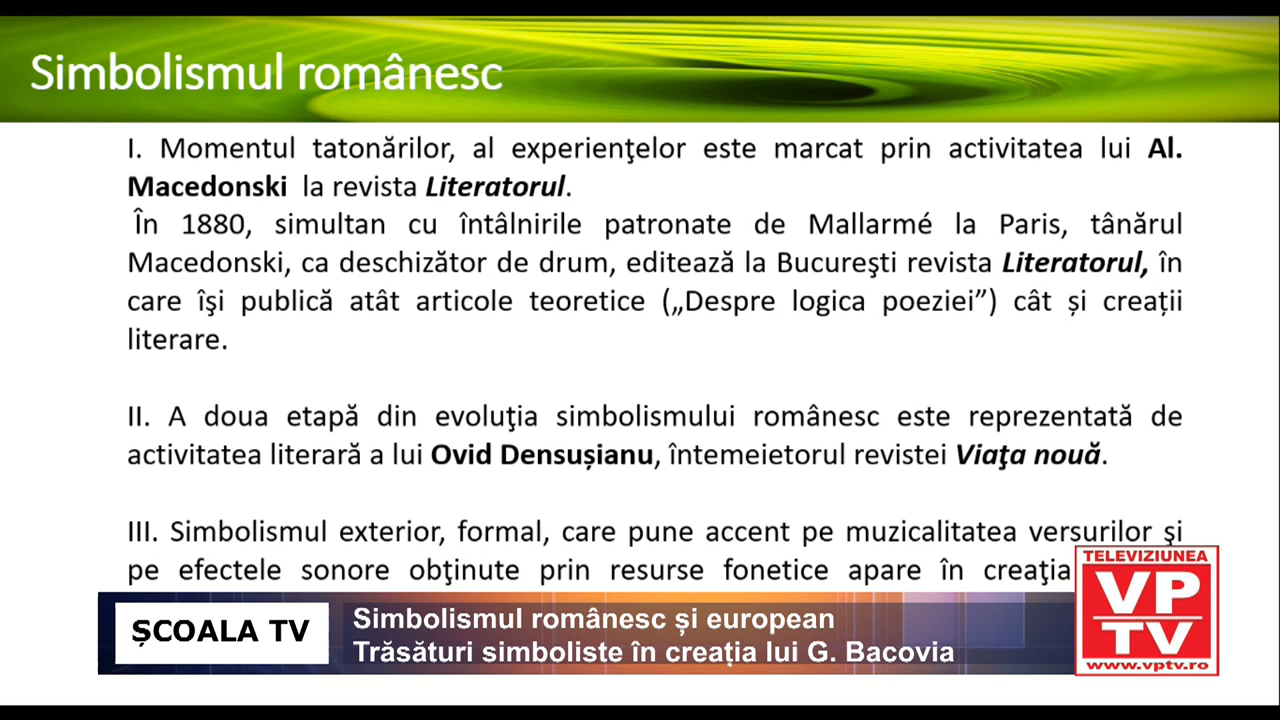 Simbolismul românesc
I. Momentul tatonărilor, al experienţelor este marcat prin activitatea lui Al.
Macedonski la revista Literatorul.
În 1880, simultan cu întâlnirile patronate de Mallarmé la Paris, tânărul
Macedonski, ca deschizător de drum, editează la Bucureşti revista Literatorul, în
care îşi publică atât articole teoretice („Despre logica poeziei”) cât și creații
literare.
II. A doua etapă din evoluţia simbolismului românesc este reprezentată de
activitatea literară a lui Ovid Densușianu, întemeietorul revistei Viaţa nouă.
III. Simbolismul exterior, formal, care pune accent pe muzicalitatea versurilor şi
pe efectele sonore obţinute prin resurse fonetice apare în creaţia
ȘCOALA TV
Simbolismul românesc și european
Trăsături simboliste în creația lui G. Bacovia
TELEVIZIUNEA
VP
TV
www.vptv.ro